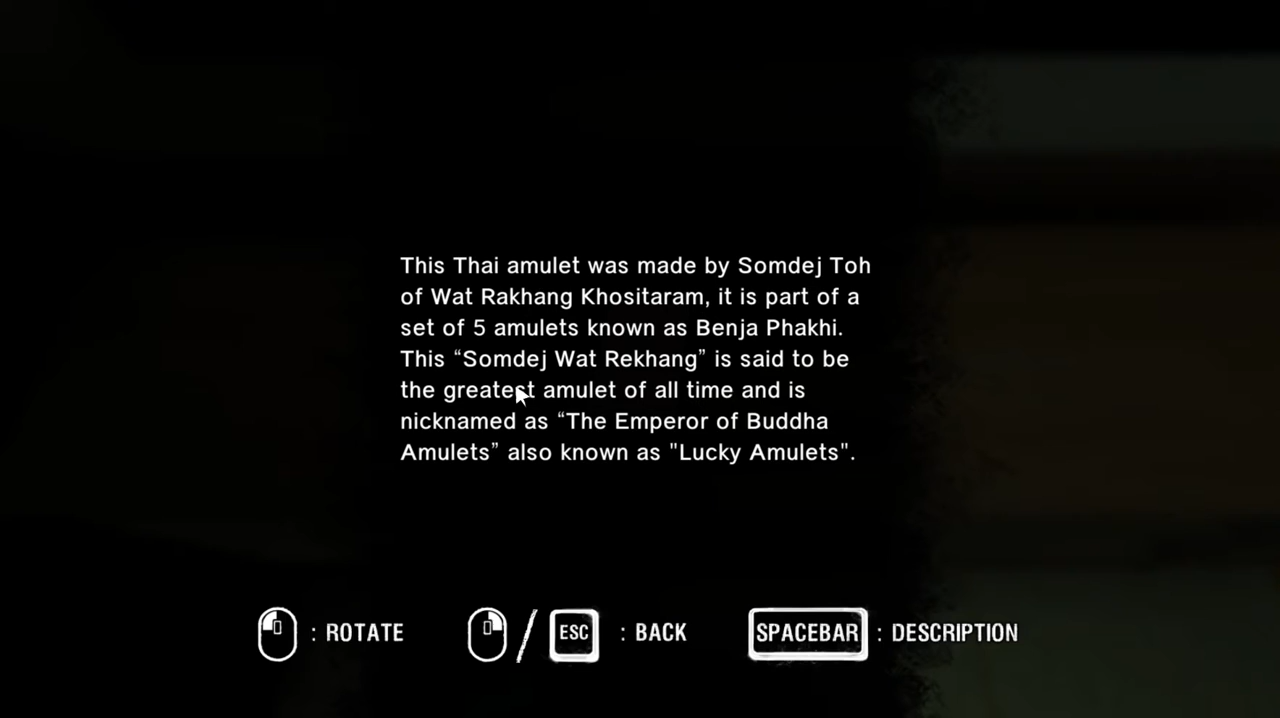 This Thai amulet was made by Somdej Toh
of Wat Rakhang Khositaram, it is part of a
set of 5 amulets known as Benja Phakhi.
This “Somdej Wat Rekhang” is said to be
the greatest amulet of all time and is
nicknamed as “The Emperor of Buddha
Amulets” also known as "Lucky Amulets".
: ROTATE / ESC : BACK SPACEBAR : DESCRIPTION